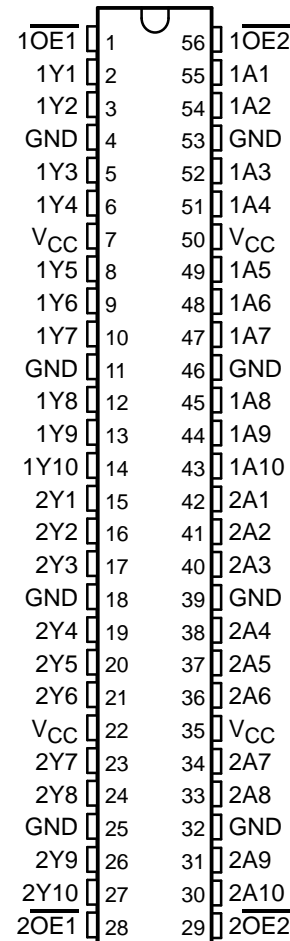 1OE1 1 56 1OE2
1Y1 2 55 1A1
1Y2 3 54 1A2
GND 4 53 GND
1Y3 5 52 1A3
1Y4 6 51 1A4
VCC 7 50 VCC
1Y5 8 49 1A5
1Y6 9 48 1A6
1Y7 10 47 1A7
GND 11 46 GND
1Y8 12 45 1A8
1Y9 13 44 1A9
1Y10 14 43 1A10
2Y1 15 42 2A1
2Y2 16 41 2A2
2Y3 17 40 2A3
GND 18 39 GND
2Y4 19 38 2A4
2Y5 20 37 2A5
2Y6 21 36 2A6
VCC 22 35 VCC
2Y7 23 34 2A7
2Y8 24 33 2A8
GND 25 32 GND
2Y9 26 31 2A9
2Y10 27 30 2A10
2OE1 28 29 2OE2